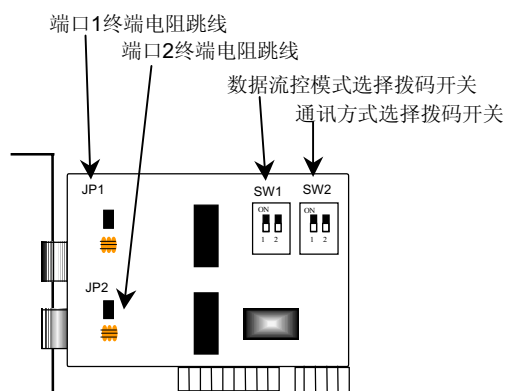 端口1终端电阻跳线
端口2终端电阻跳线
数据流控模式选择拨码开关
通讯方式选择拨码开关
JP1
SW1
SW2
ON
ON
1 2
1 2
JP2